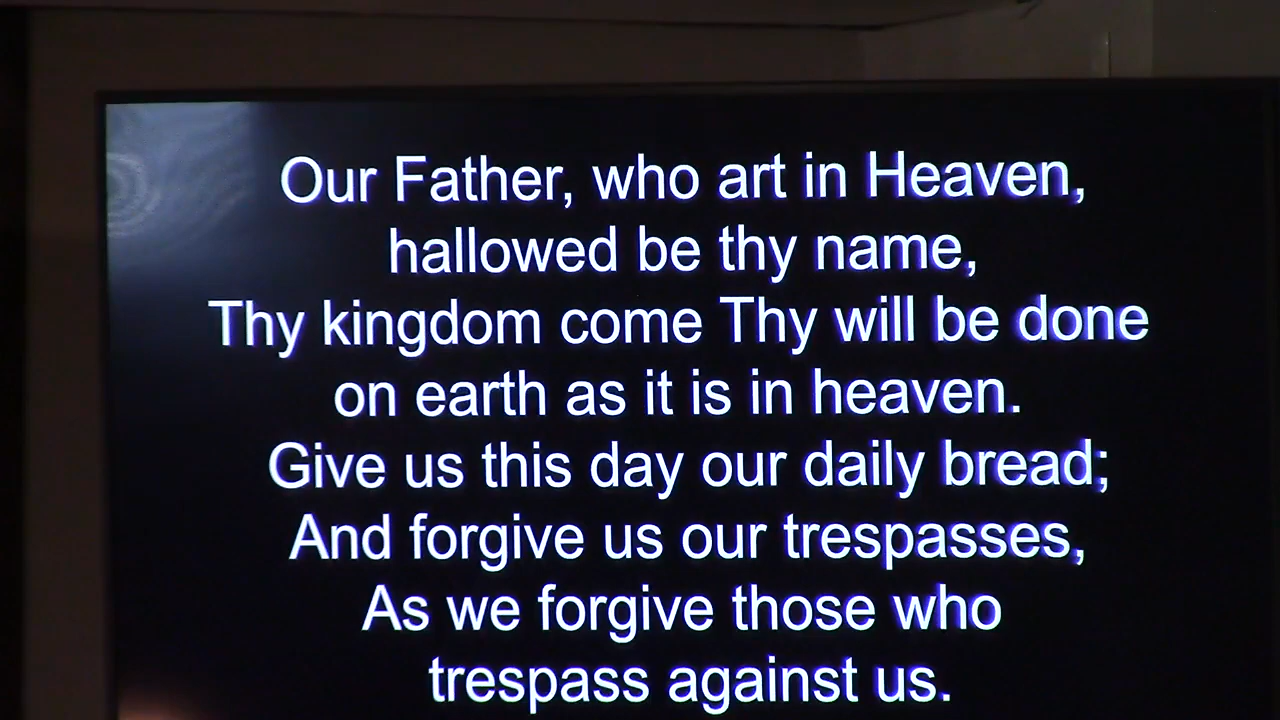 Our Father, who art in Heaven,
hallowed be thy name,
Thy kingdom come Thy will be done
on earth as it is in heaven.
Give us this day our daily bread;
And forgive us our trespasses,
As we forgive those who
trespass against us.